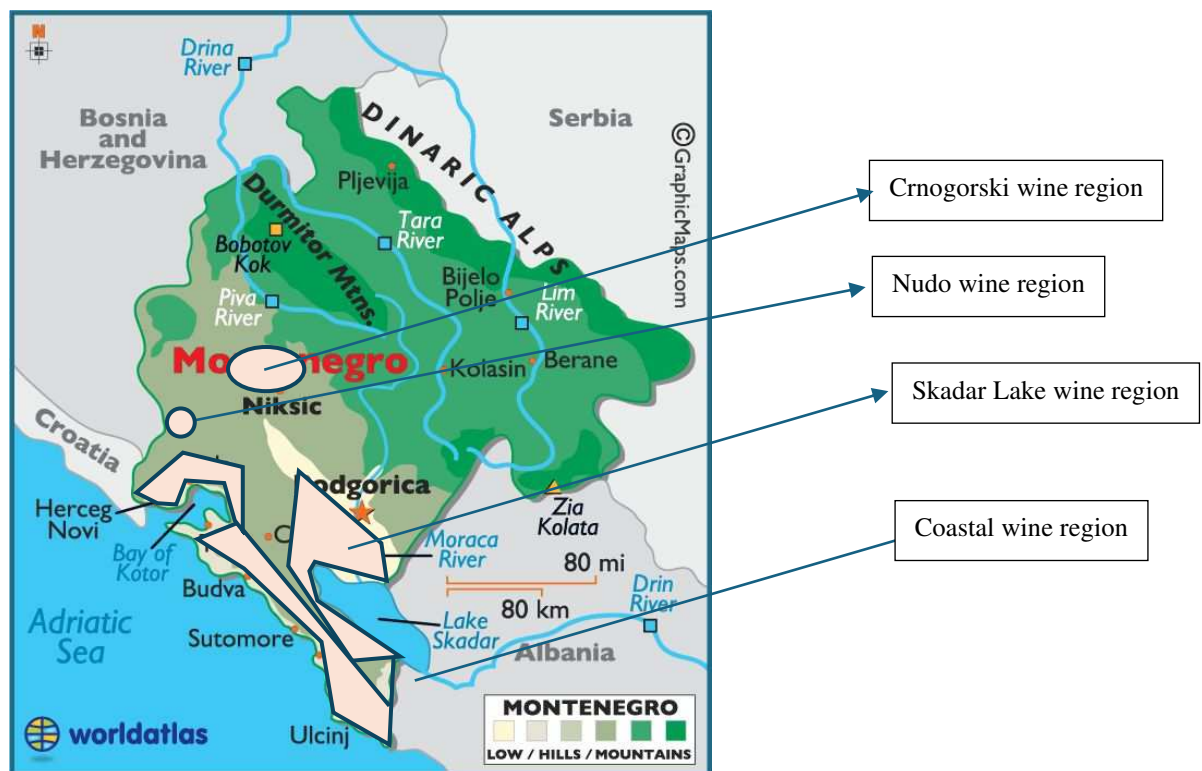 N
Drina
River
Bosnia
and
Herzegovina
Serbia
©GraphicMaps.com
DINARIC ALPS
Pljevija
Durmitor Mtns.
Bobotov
Kok
Tara
River
Piva
River
Bijelo
Polje
Lim
River
Kolasin
Berane
Niksic
Croatia
Herceg
Novi
Bay of
Kotor
Zia
Kolata
Moraca
River
80 mi
80 km
Budva
Lake
Skadar
Drin
River
Adriatic
Sea
Sutomore
Albania
Ulcinj
worldatlas
MONTENEGRO
LOW / HILLS / MOUNTAINS
Crnogorski wine region
Nudo wine region
Skadar Lake wine region
Coastal wine region